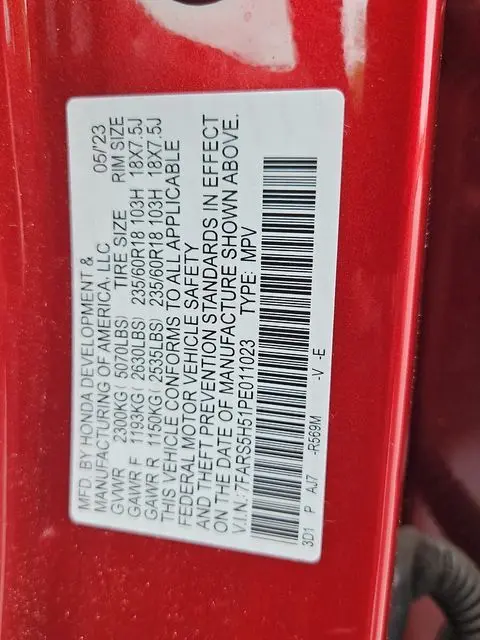 MFD. BY HONDA DEVELOPMENT &
MANUFACTURING OF AMERICA, LLC 05/23
GVWR 2300KG( 5070LBS) TIRE SIZE RIM SIZE
GAWR F 1193KG ( 2630LBS) 235/60R18 103H 18X7.5J
GAWR R 1150KG ( 2535LBS) 235/60R18 103H 18X7.5J
THIS VEHICLE CONFORMS TO ALL APPLICABLE
FEDERAL MOTOR VEHICLE SAFETY
AND THEFT PREVENTION STANDARDS IN EFFECT
ON THE DATE OF MANUFACTURE SHOWN ABOVE.
V.I.N.: 7FARS5H51PE011023 TYPE: MPV
3D1 P AJ7 -R569M -V -E